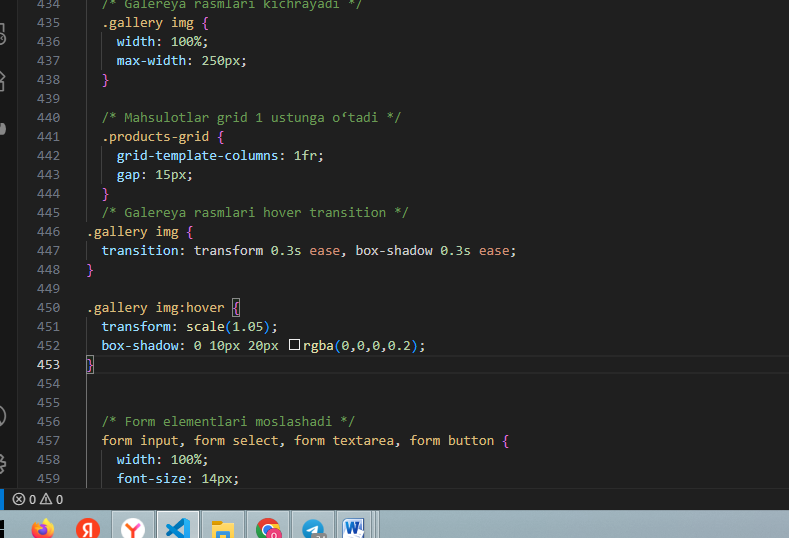 434 /* Galereya rasmlari kichrayadi */
435 .gallery img {
436 width: 100%;
437 max-width: 250px;
438 }
439
440 /* Mahsulotlar grid 1 ustunga oʻtadi */
441 .products-grid {
442 grid-template-columns: 1fr;
443 gap: 15px;
444 }
445 /* Galereya rasmlari hover transition */
446 .gallery img {
447 transition: transform 0.3s ease, box-shadow 0.3s ease;
448 }
449
450 .gallery img:hover {
451 transform: scale(1.05);
452 box-shadow: 0 10px 20px rgba(0,0,0,0.2);
453 }
454
455
456 /* Form elementlari moslashadi */
457 form input, form select, form textarea, form button {
458 width: 100%;
459 font-size: 14px;
0 0
Я Y W